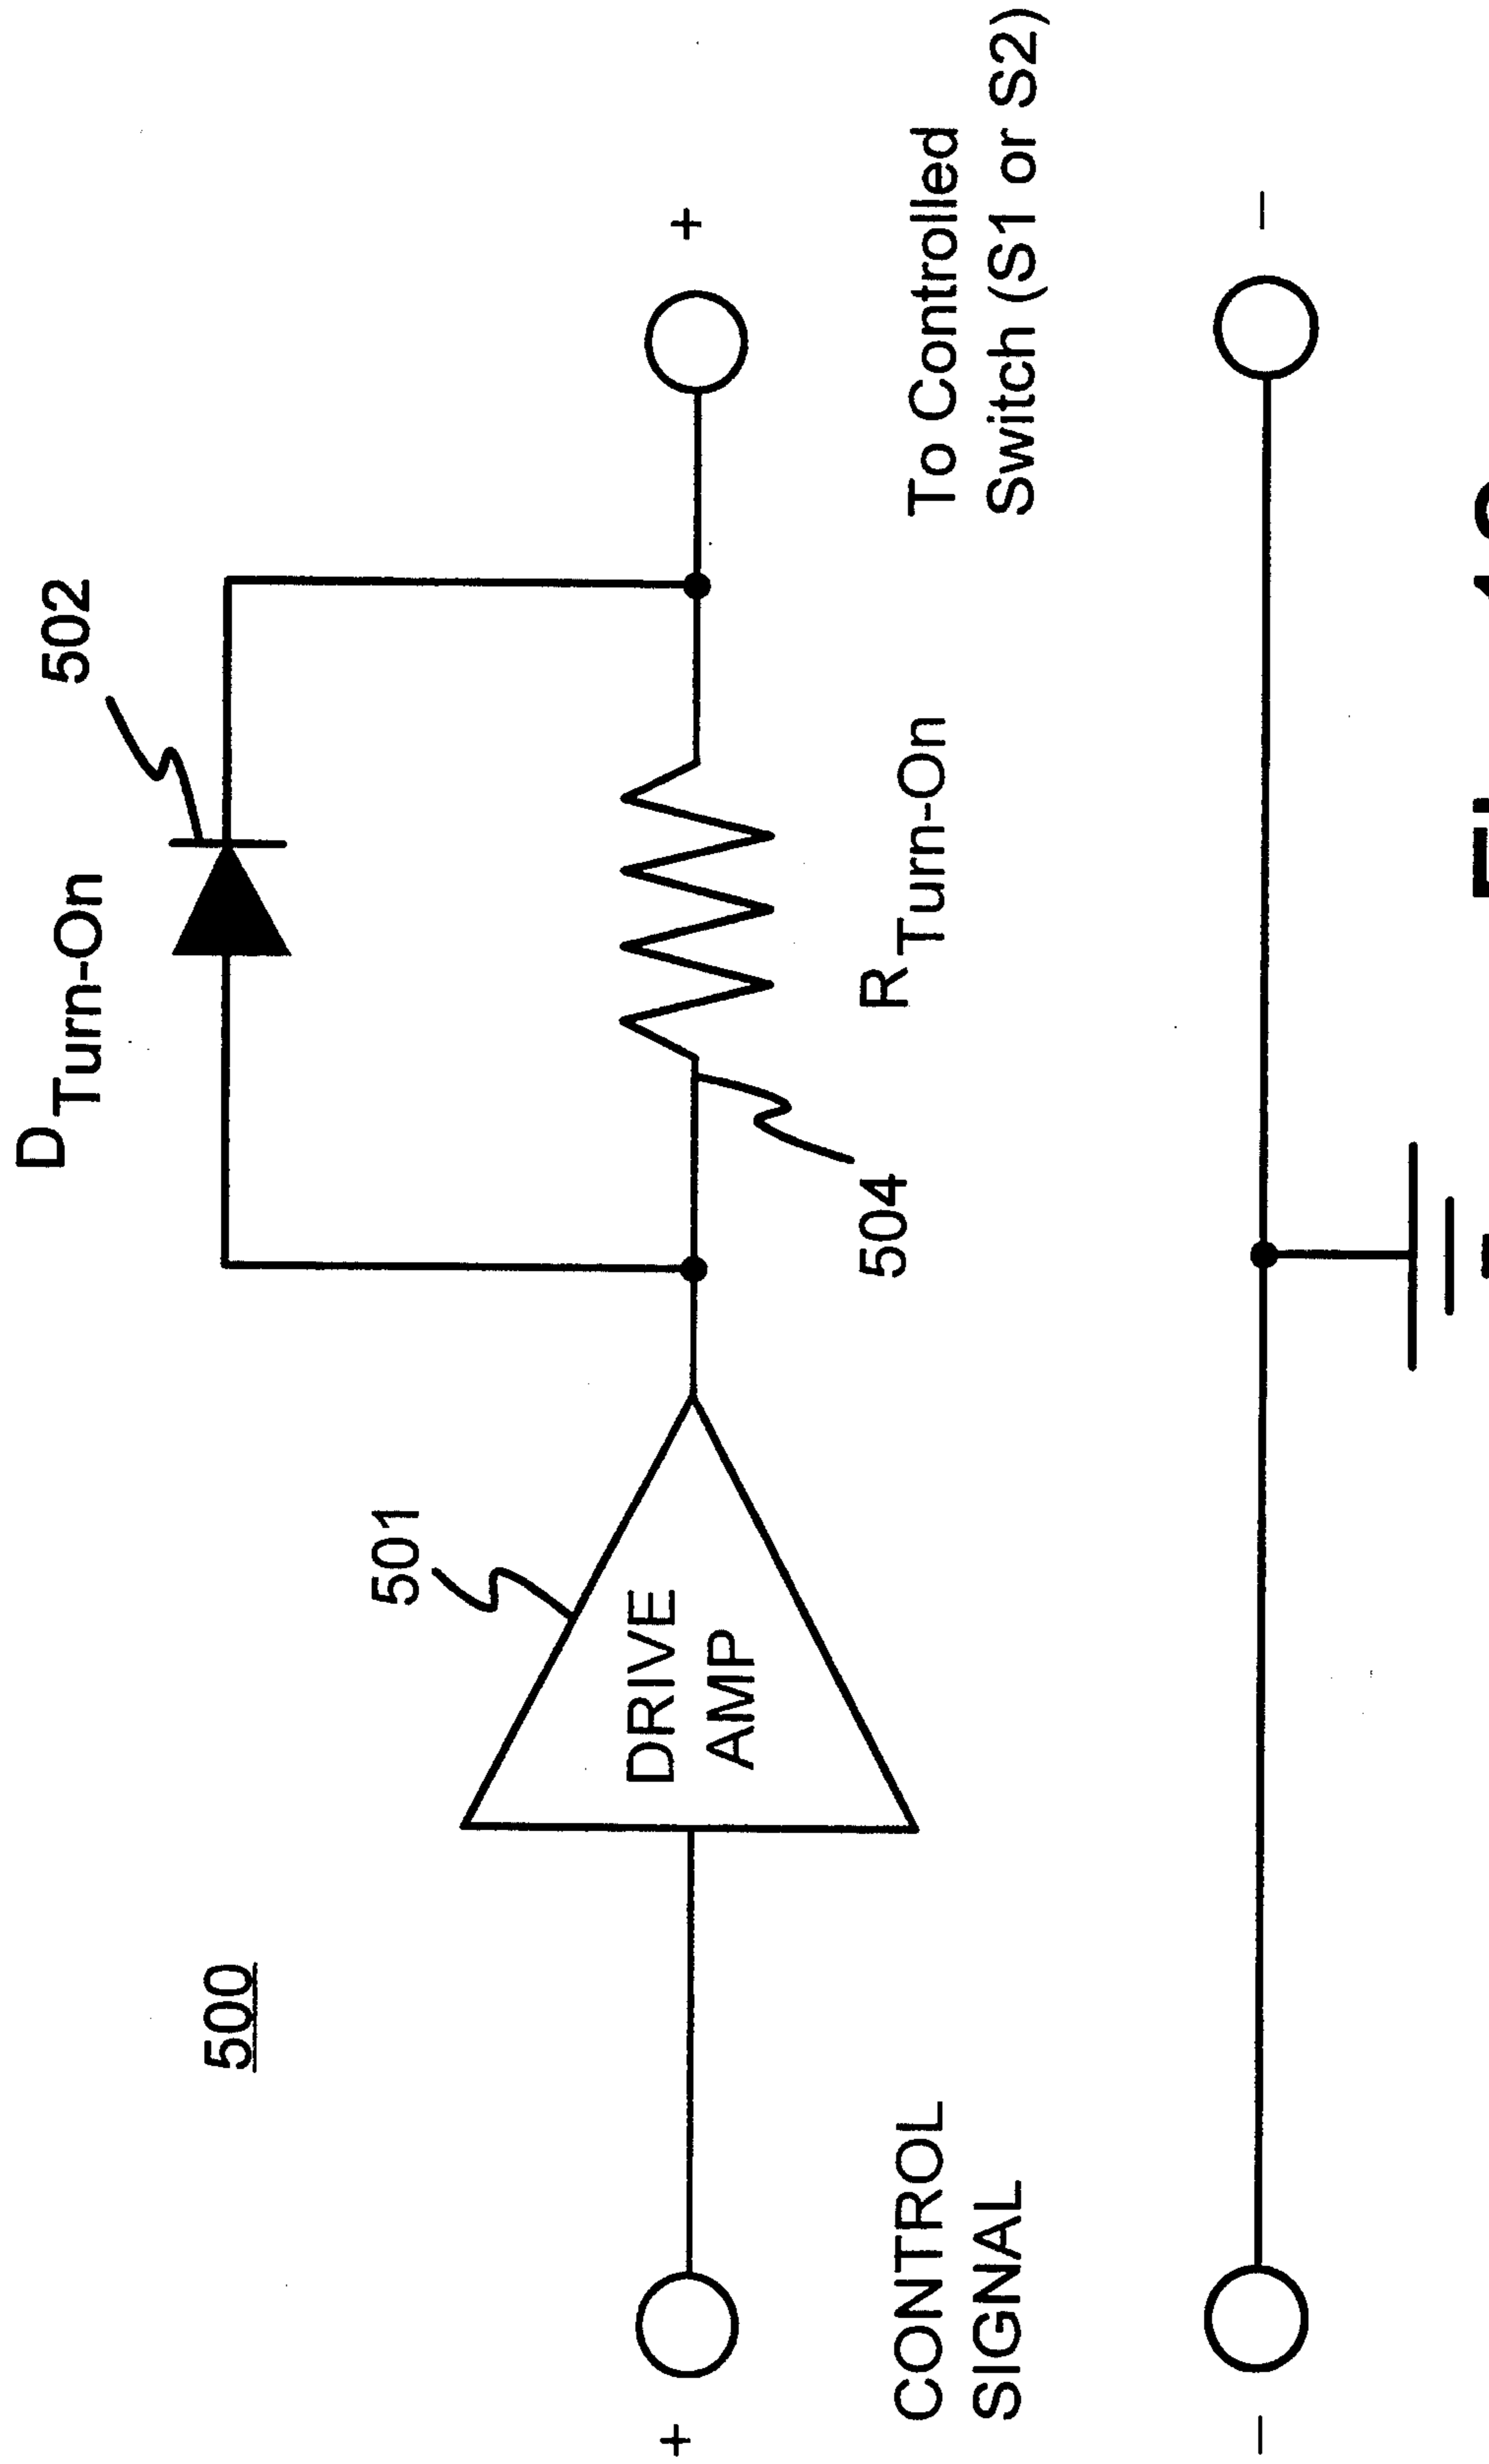 500
D Turn-On
502
501
DRIVE
AMP
+
+
504
R Turn-On
CONTROL
SIGNAL
To Controlled
Switch (S1 or S2)
–
–